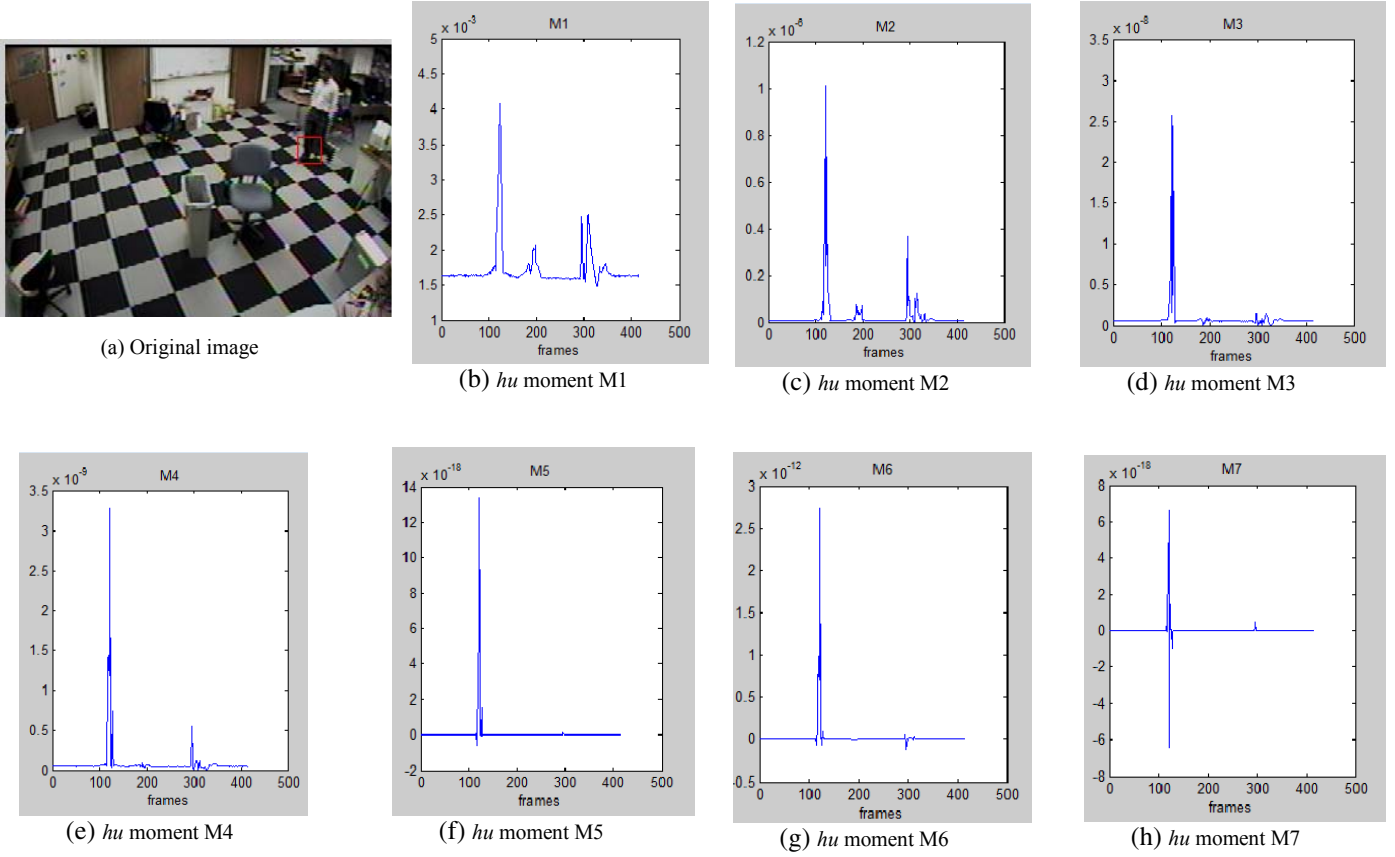 (a) Original image
M1
x 10⁻³
5
4.5
4
3.5
3
2.5
2
1.5
1
0 100 200 300 400 500
frames
(b) hu moment M1
M2
x 10⁻⁶
1.2
1
0.8
0.6
0.4
0.2
0
0 100 200 300 400 500
frames
(c) hu moment M2
M3
x 10⁻⁸
3.5
3
2.5
2
1.5
1
0.5
0
0 100 200 300 400 500
frames
(d) hu moment M3
M4
x 10⁻⁹
3.5
3
2.5
2
1.5
1
0.5
0
0 100 200 300 400 500
frames
(e) hu moment M4
M5
x 10⁻¹⁸
14
12
10
8
6
4
2
0
-2
0 100 200 300 400 500
frames
(f) hu moment M5
M6
x 10⁻¹²
3
2.5
2
1.5
1
0.5
0
-0.5
0 100 200 300 400 500
frames
(g) hu moment M6
M7
x 10⁻¹⁸
8
6
4
2
0
-2
-4
-6
-8
0 100 200 300 400 500
frames
(h) hu moment M7